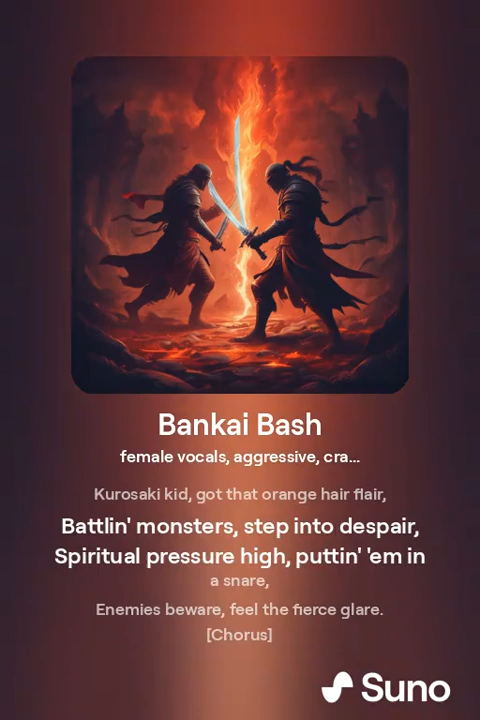 Bankai Bash
female vocals, aggressive, cra...
Kurosaki kid, got that orange hair flair,
Battlin' monsters, step into despair,
Spiritual pressure high, puttin' 'em in
a snare,
Enemies beware, feel the fierce glare.
[Chorus]
Suno